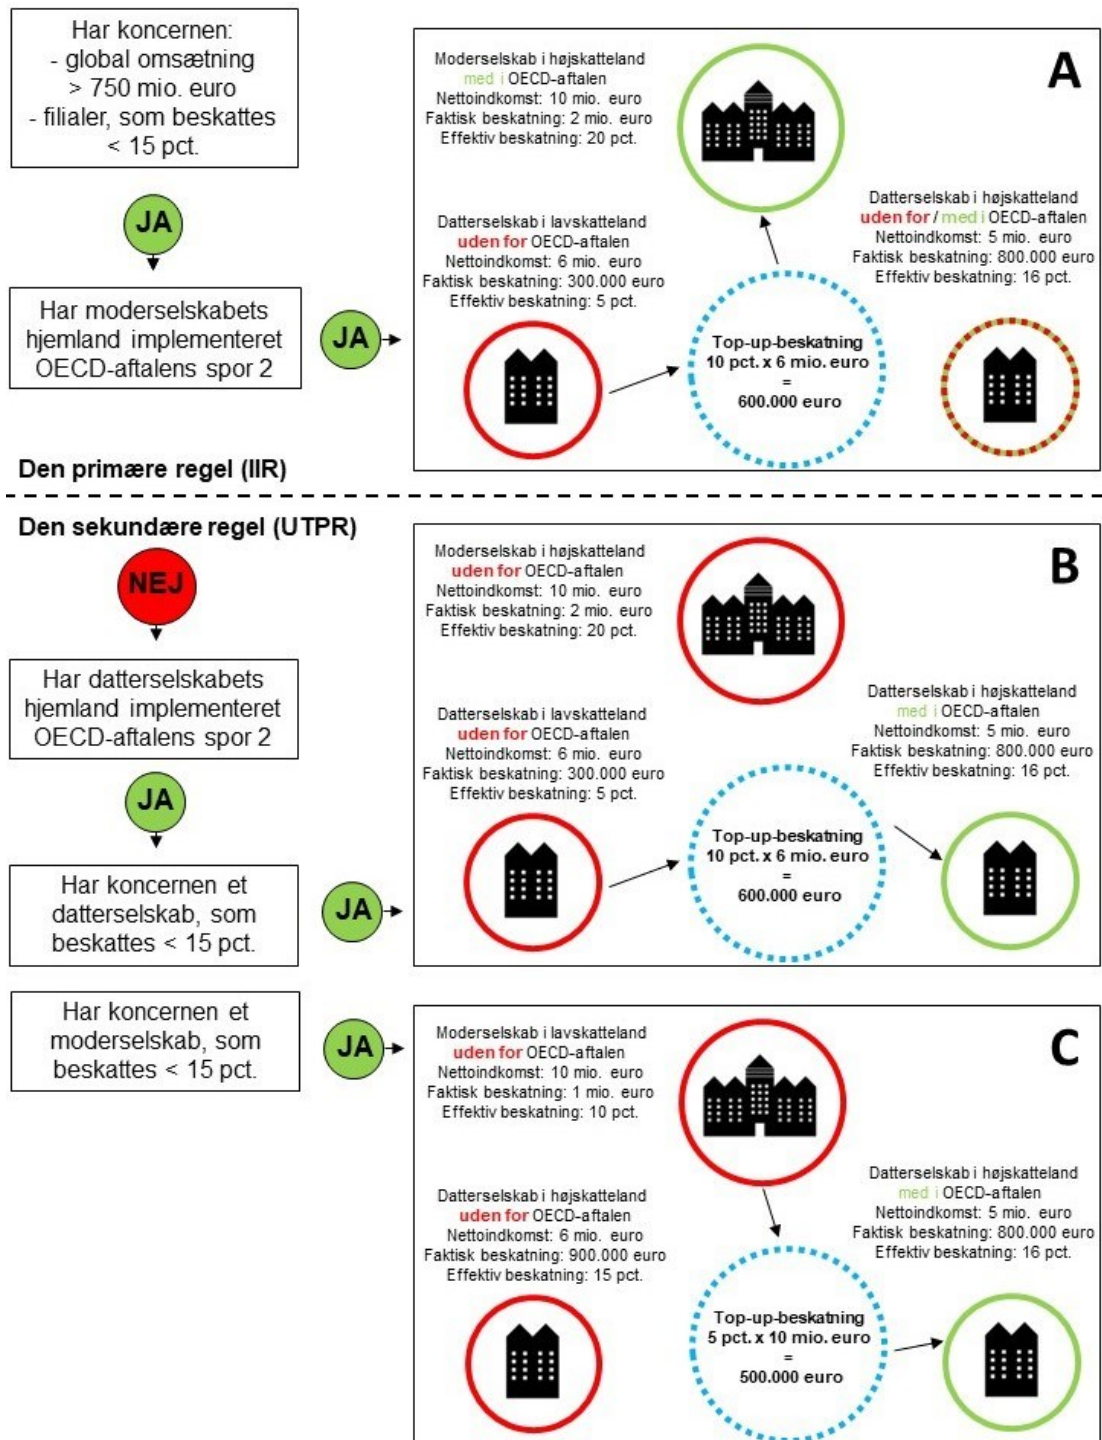 Har koncernen:
- global omsætning
> 750 mio. euro
- filialer, som beskattes
< 15 pct.
JA
Har moderselskabets
hjemland implementeret
OECD-aftalens spor 2
JA
Den primære regel (IIR)
A
Moderselskab i højskatteland
med i OECD-aftalen
Nettoindkomst: 10 mio. euro
Faktisk beskatning: 2 mio. euro
Effektiv beskatning: 20 pct.
Datterselskab i lavskatteland
uden for OECD-aftalen
Nettoindkomst: 6 mio. euro
Faktisk beskatning: 300.000 euro
Effektiv beskatning: 5 pct.
Datterselskab i højskatteland
uden for / med i OECD-aftalen
Nettoindkomst: 5 mio. euro
Faktisk beskatning: 800.000 euro
Effektiv beskatning: 16 pct.
Top-up-beskatning
10 pct. x 6 mio. euro
=
600.000 euro
Den sekundære regel (UTPR)
NEJ
Har datterselskabets
hjemland implementeret
OECD-aftalens spor 2
JA
Har koncernen et
datterselskab, som
beskattes < 15 pct.
JA
B
Moderselskab i højskatteland
uden for OECD-aftalen
Nettoindkomst: 10 mio. euro
Faktisk beskatning: 2 mio. euro
Effektiv beskatning: 20 pct.
Datterselskab i lavskatteland
uden for OECD-aftalen
Nettoindkomst: 6 mio. euro
Faktisk beskatning: 300.000 euro
Effektiv beskatning: 5 pct.
Datterselskab i højskatteland
med i OECD-aftalen
Nettoindkomst: 5 mio. euro
Faktisk beskatning: 800.000 euro
Effektiv beskatning: 16 pct.
Top-up-beskatning
10 pct. x 6 mio. euro
=
600.000 euro
Har koncernen et
moderselskab, som
beskattes < 15 pct.
JA
C
Moderselskab i lavskatteland
uden for OECD-aftalen
Nettoindkomst: 10 mio. euro
Faktisk beskatning: 1 mio. euro
Effektiv beskatning: 10 pct.
Datterselskab i højskatteland
uden for OECD-aftalen
Nettoindkomst: 6 mio. euro
Faktisk beskatning: 900.000 euro
Effektiv beskatning: 15 pct.
Datterselskab i højskatteland
med i OECD-aftalen
Nettoindkomst: 5 mio. euro
Faktisk beskatning: 800.000 euro
Effektiv beskatning: 16 pct.
Top-up-beskatning
5 pct. x 10 mio. euro
=
500.000 euro